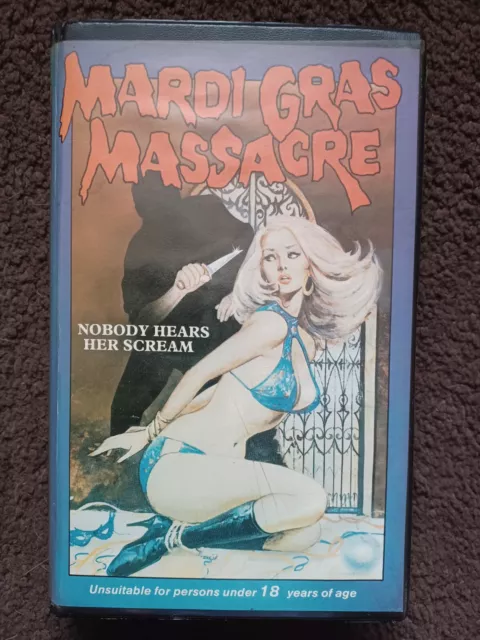 MARDI GRAS
MASSACRE
NOBODY HEARS
HER SCREAM
Unsuitable for persons under 18 years of age